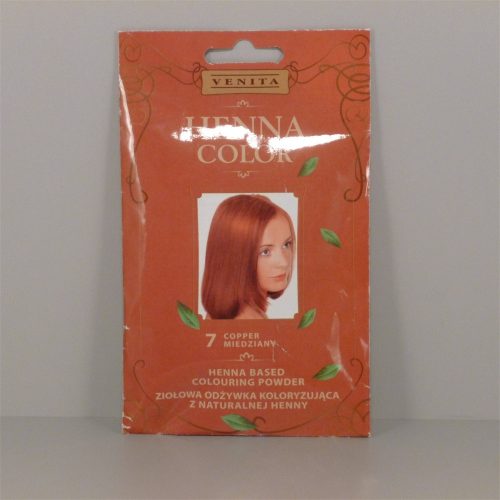 VENITA
HENNA
COLOR
7 COPPER
MIEDZIANY
HENNA BASED
COLOURING POWDER
ZIOŁOWA ODŻYWKA KOLORYZUJĄCA
Z NATURALNEJ HENNY